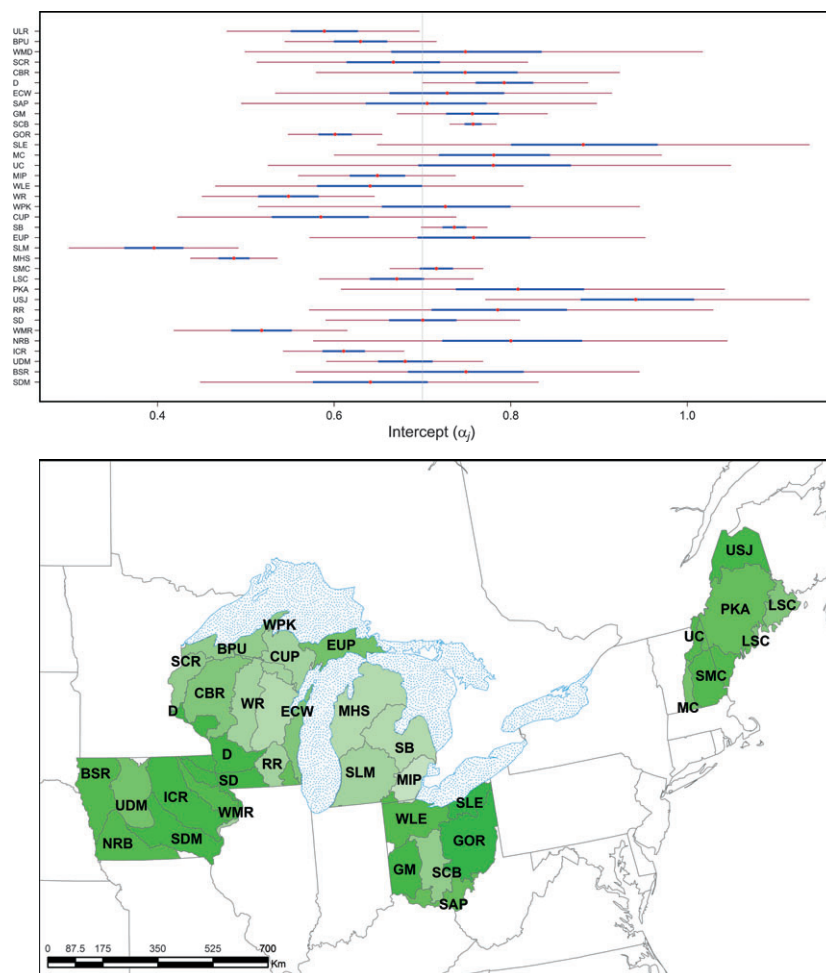 ULR
BPU
WMD
SCR
CBR
D
ECW
SAP
GM
SCB
GOR
SLE
MC
UC
MIP
WLE
WR
WPK
CUP
SB
EUP
SLM
MHS
SMC
LSC
PKA
USJ
RR
SD
WMR
NRB
ICR
UDM
BSR
SDM
0.4 0.6 0.8 1.0
Intercept (αj)
USJ
PKA LSC
WPK
UC LSC
BPU EUP
SCR CUP
SMC
CBR
WR ECW MHS MC
D
SB
D
RR
BSR SD SLM MIP
UDM ICR SLE
WMR WLE
NRB SDM GOR
GM SCB
SAP
0 87.5 175 350 525 700
Km